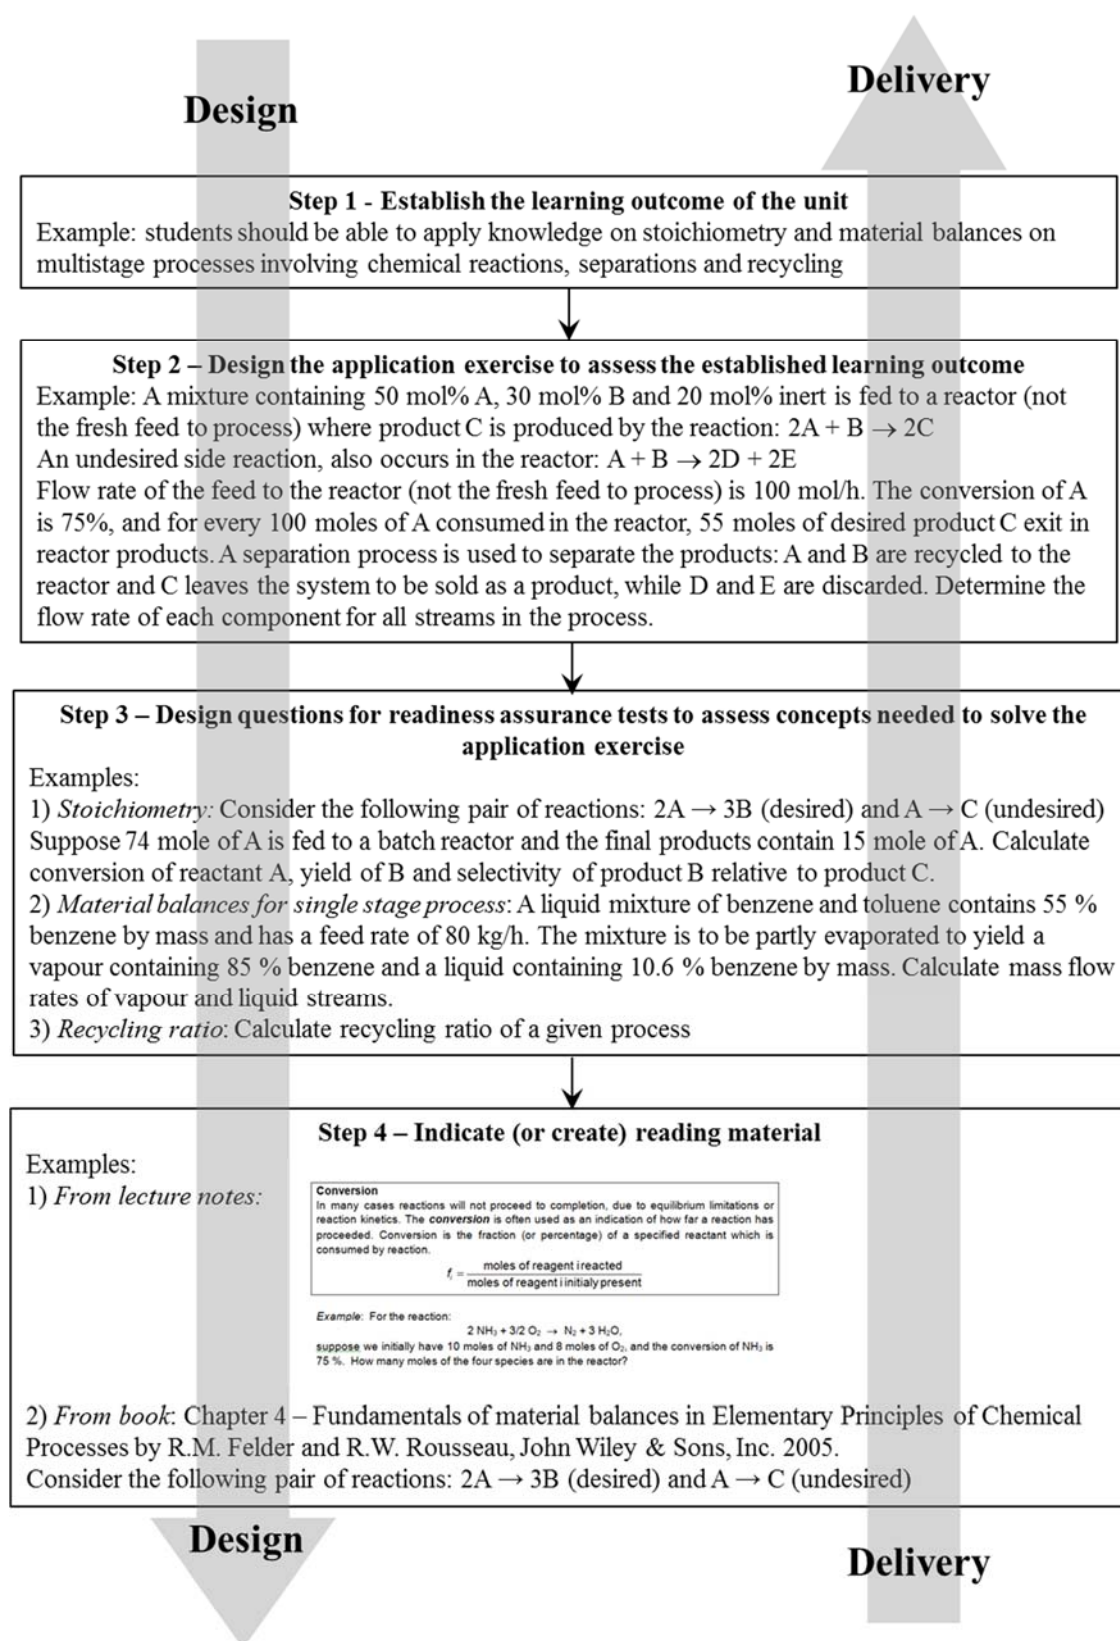 Design
Delivery
Step 1 - Establish the learning outcome of the unit
Example: students should be able to apply knowledge on stoichiometry and material balances on
multistage processes involving chemical reactions, separations and recycling
Step 2 – Design the application exercise to assess the established learning outcome
Example: A mixture containing 50 mol% A, 30 mol% B and 20 mol% inert is fed to a reactor (not
the fresh feed to process) where product C is produced by the reaction: 2A + B → 2C
An undesired side reaction, also occurs in the reactor: A + B → 2D + 2E
Flow rate of the feed to the reactor (not the fresh feed to process) is 100 mol/h. The conversion of A
is 75%, and for every 100 moles of A consumed in the reactor, 55 moles of desired product C exit in
reactor products. A separation process is used to separate the products: A and B are recycled to the
reactor and C leaves the system to be sold as a product, while D and E are discarded. Determine the
flow rate of each component for all streams in the process.
Step 3 – Design questions for readiness assurance tests to assess concepts needed to solve the
application exercise
Examples:
1) Stoichiometry: Consider the following pair of reactions: 2A → 3B (desired) and A → C (undesired)
Suppose 74 mole of A is fed to a batch reactor and the final products contain 15 mole of A. Calculate
conversion of reactant A, yield of B and selectivity of product B relative to product C.
2) Material balances for single stage process: A liquid mixture of benzene and toluene contains 55 %
benzene by mass and has a feed rate of 80 kg/h. The mixture is to be partly evaporated to yield a
vapour containing 85 % benzene and a liquid containing 10.6 % benzene by mass. Calculate mass flow
rates of vapour and liquid streams.
3) Recycling ratio: Calculate recycling ratio of a given process
Step 4 – Indicate (or create) reading material
Examples:
1) From lecture notes:
Conversion
In many cases reactions will not proceed to completion, due to equilibrium limitations or
reaction kinetics. The conversion is often used as an indication of how far a reaction has
proceeded. Conversion is the fraction (or percentage) of a specified reactant which is
consumed by reaction.
fᵢ = moles of reagent i reacted / moles of reagent i initialy present
Example: For the reaction:
2 NH₃ + 3/2 O₂ → N₂ + 3 H₂O,
suppose we initially have 10 moles of NH₃ and 8 moles of O₂, and the conversion of NH₃ is
75 %. How many moles of the four species are in the reactor?
2) From book: Chapter 4 – Fundamentals of material balances in Elementary Principles of Chemical
Processes by R.M. Felder and R.W. Rousseau, John Wiley & Sons, Inc. 2005.
Consider the following pair of reactions: 2A → 3B (desired) and A → C (undesired)
Design
Delivery